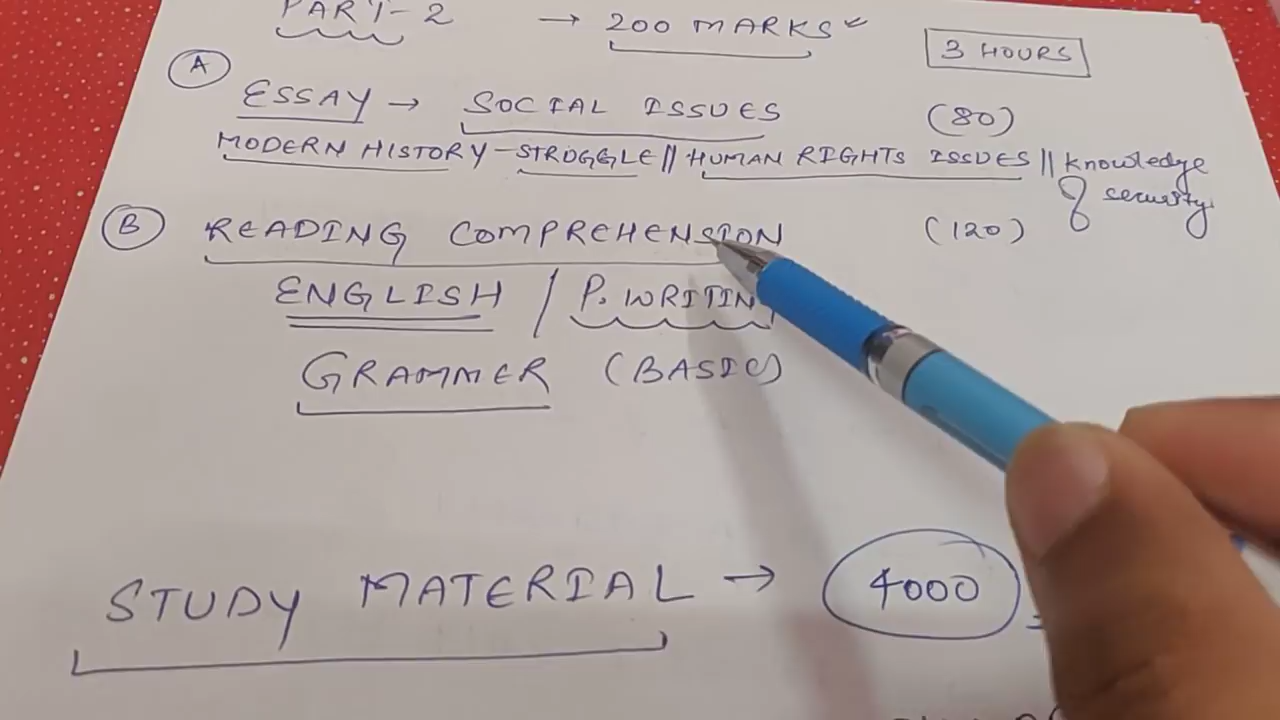 PART-2 → 200 MARKS 3 HOURS
A
ESSAY → SOCIAL ISSUES (80)
MODERN HISTORY-STRUGGLE || HUMAN RIGHTS ISSUES || Knowledge
of security
B READING COMPREHENSION (120)
ENGLISH / P. WRITIN
GRAMMER (BASIC)
STUDY MATERIAL → 4000